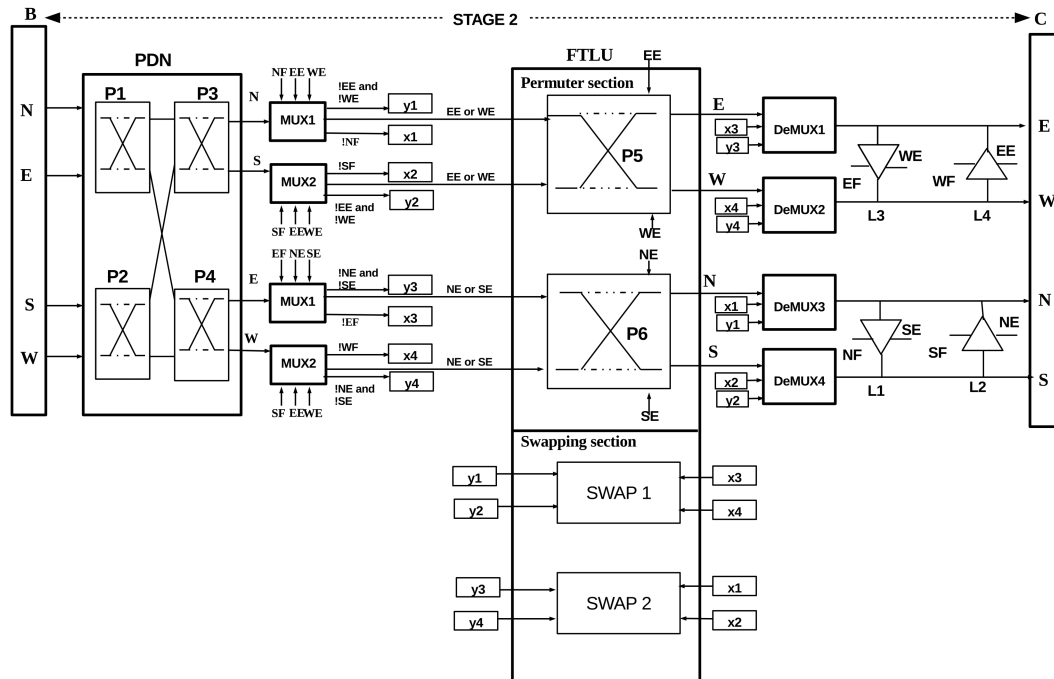 B
STAGE 2
C
PDN
FTLU
EE
Permuter section
P1
P3
N
NF EE WE
MUX1
!EE and
!WE
y1
EE or WE
x1
!NF
S
MUX2
!SF
x2
EE or WE
y2
!EE and
!WE
SF EE WE
N
E
S
W
P2
P4
E
EF NE SE
MUX1
!NE and
!SE
y3
NE or SE
x3
!EF
W
MUX2
!WF
x4
NE or SE
y4
!NE and
!SE
SF EE WE
P5
WE
NE
P6
SE
E
x3
y3
DeMUX1
W
x4
y4
DeMUX2
WE
EF
L3
EE
WF
L4
E
W
N
x1
y1
DeMUX3
S
x2
y2
DeMUX4
SE
NF
L1
NE
SF
L2
N
S
Swapping section
y1
y2
SWAP 1
x3
x4
y3
y4
SWAP 2
x1
x2